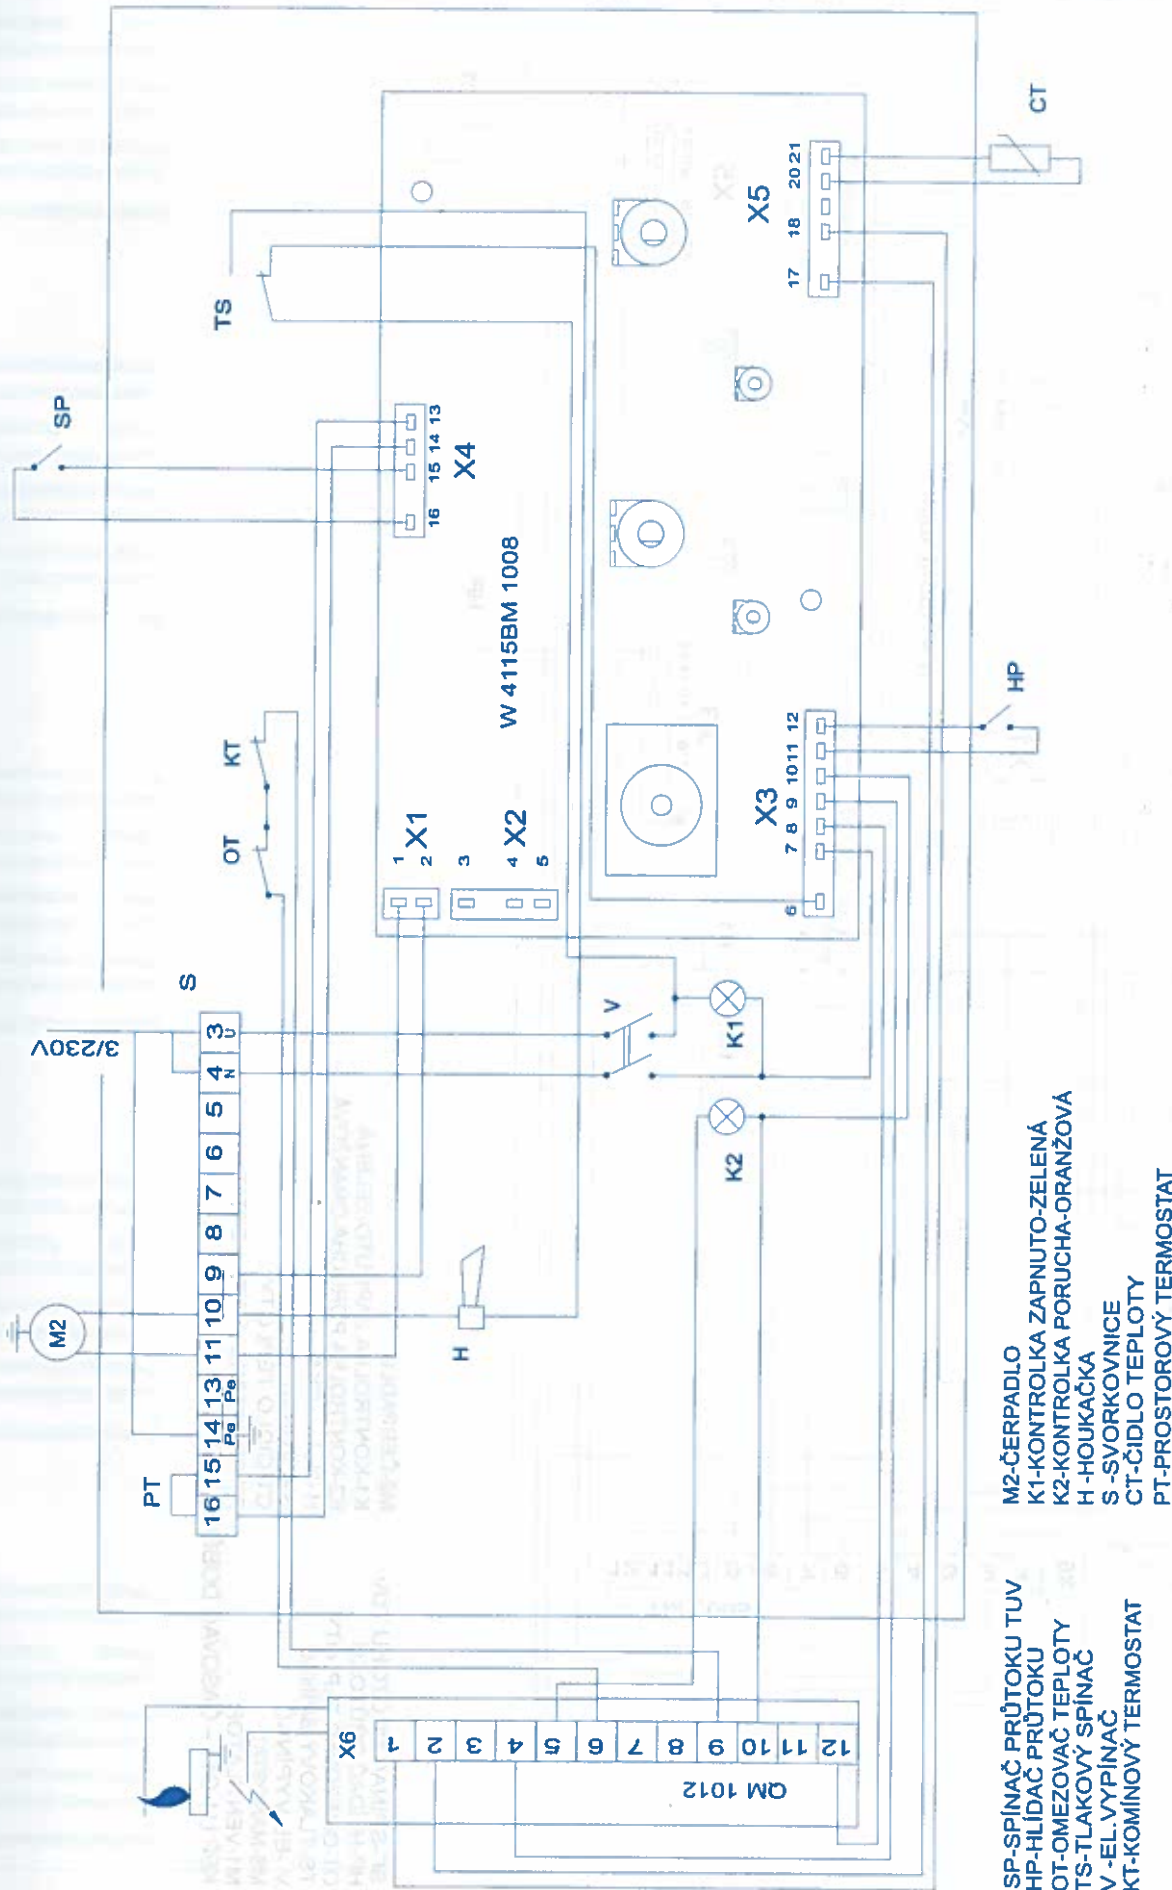 3/230V
S
M2
PT
16 15 14 13 11 10 9 8 7 6 5 4 3
Pe Pe N U
OT
KT
SP
TS
X1
1 2
X2
3 4 5
X4
16 15 14 13
W 4115BM 1008
X3
6 7 8 9 10 11 12
X5
17 18 20 21
CT
HP
H
V
K1
K2
X6
1 2 3 4 5 6 7 8 9 10 11 12
QM 1012
SP-SPÍNAČ PRŮTOKU TUV
HP-HLÍDAČ PRŮTOKU
OT-OMEZOVAČ TEPLOTY
TS-TLAKOVÝ SPÍNAČ
V -EL.VYPÍNAČ
KT-KOMÍNOVÝ TERMOSTAT
M2-ČERPADLO
K1-KONTROLKA ZAPNUTO-ZELENÁ
K2-KONTROLKA PORUCHA-ORANŽOVÁ
H -HOUKAČKA
S -SVORKOVNICE
CT-ČIDLO TEPLOTY
PT-PROSTOROVÝ TERMOSTAT